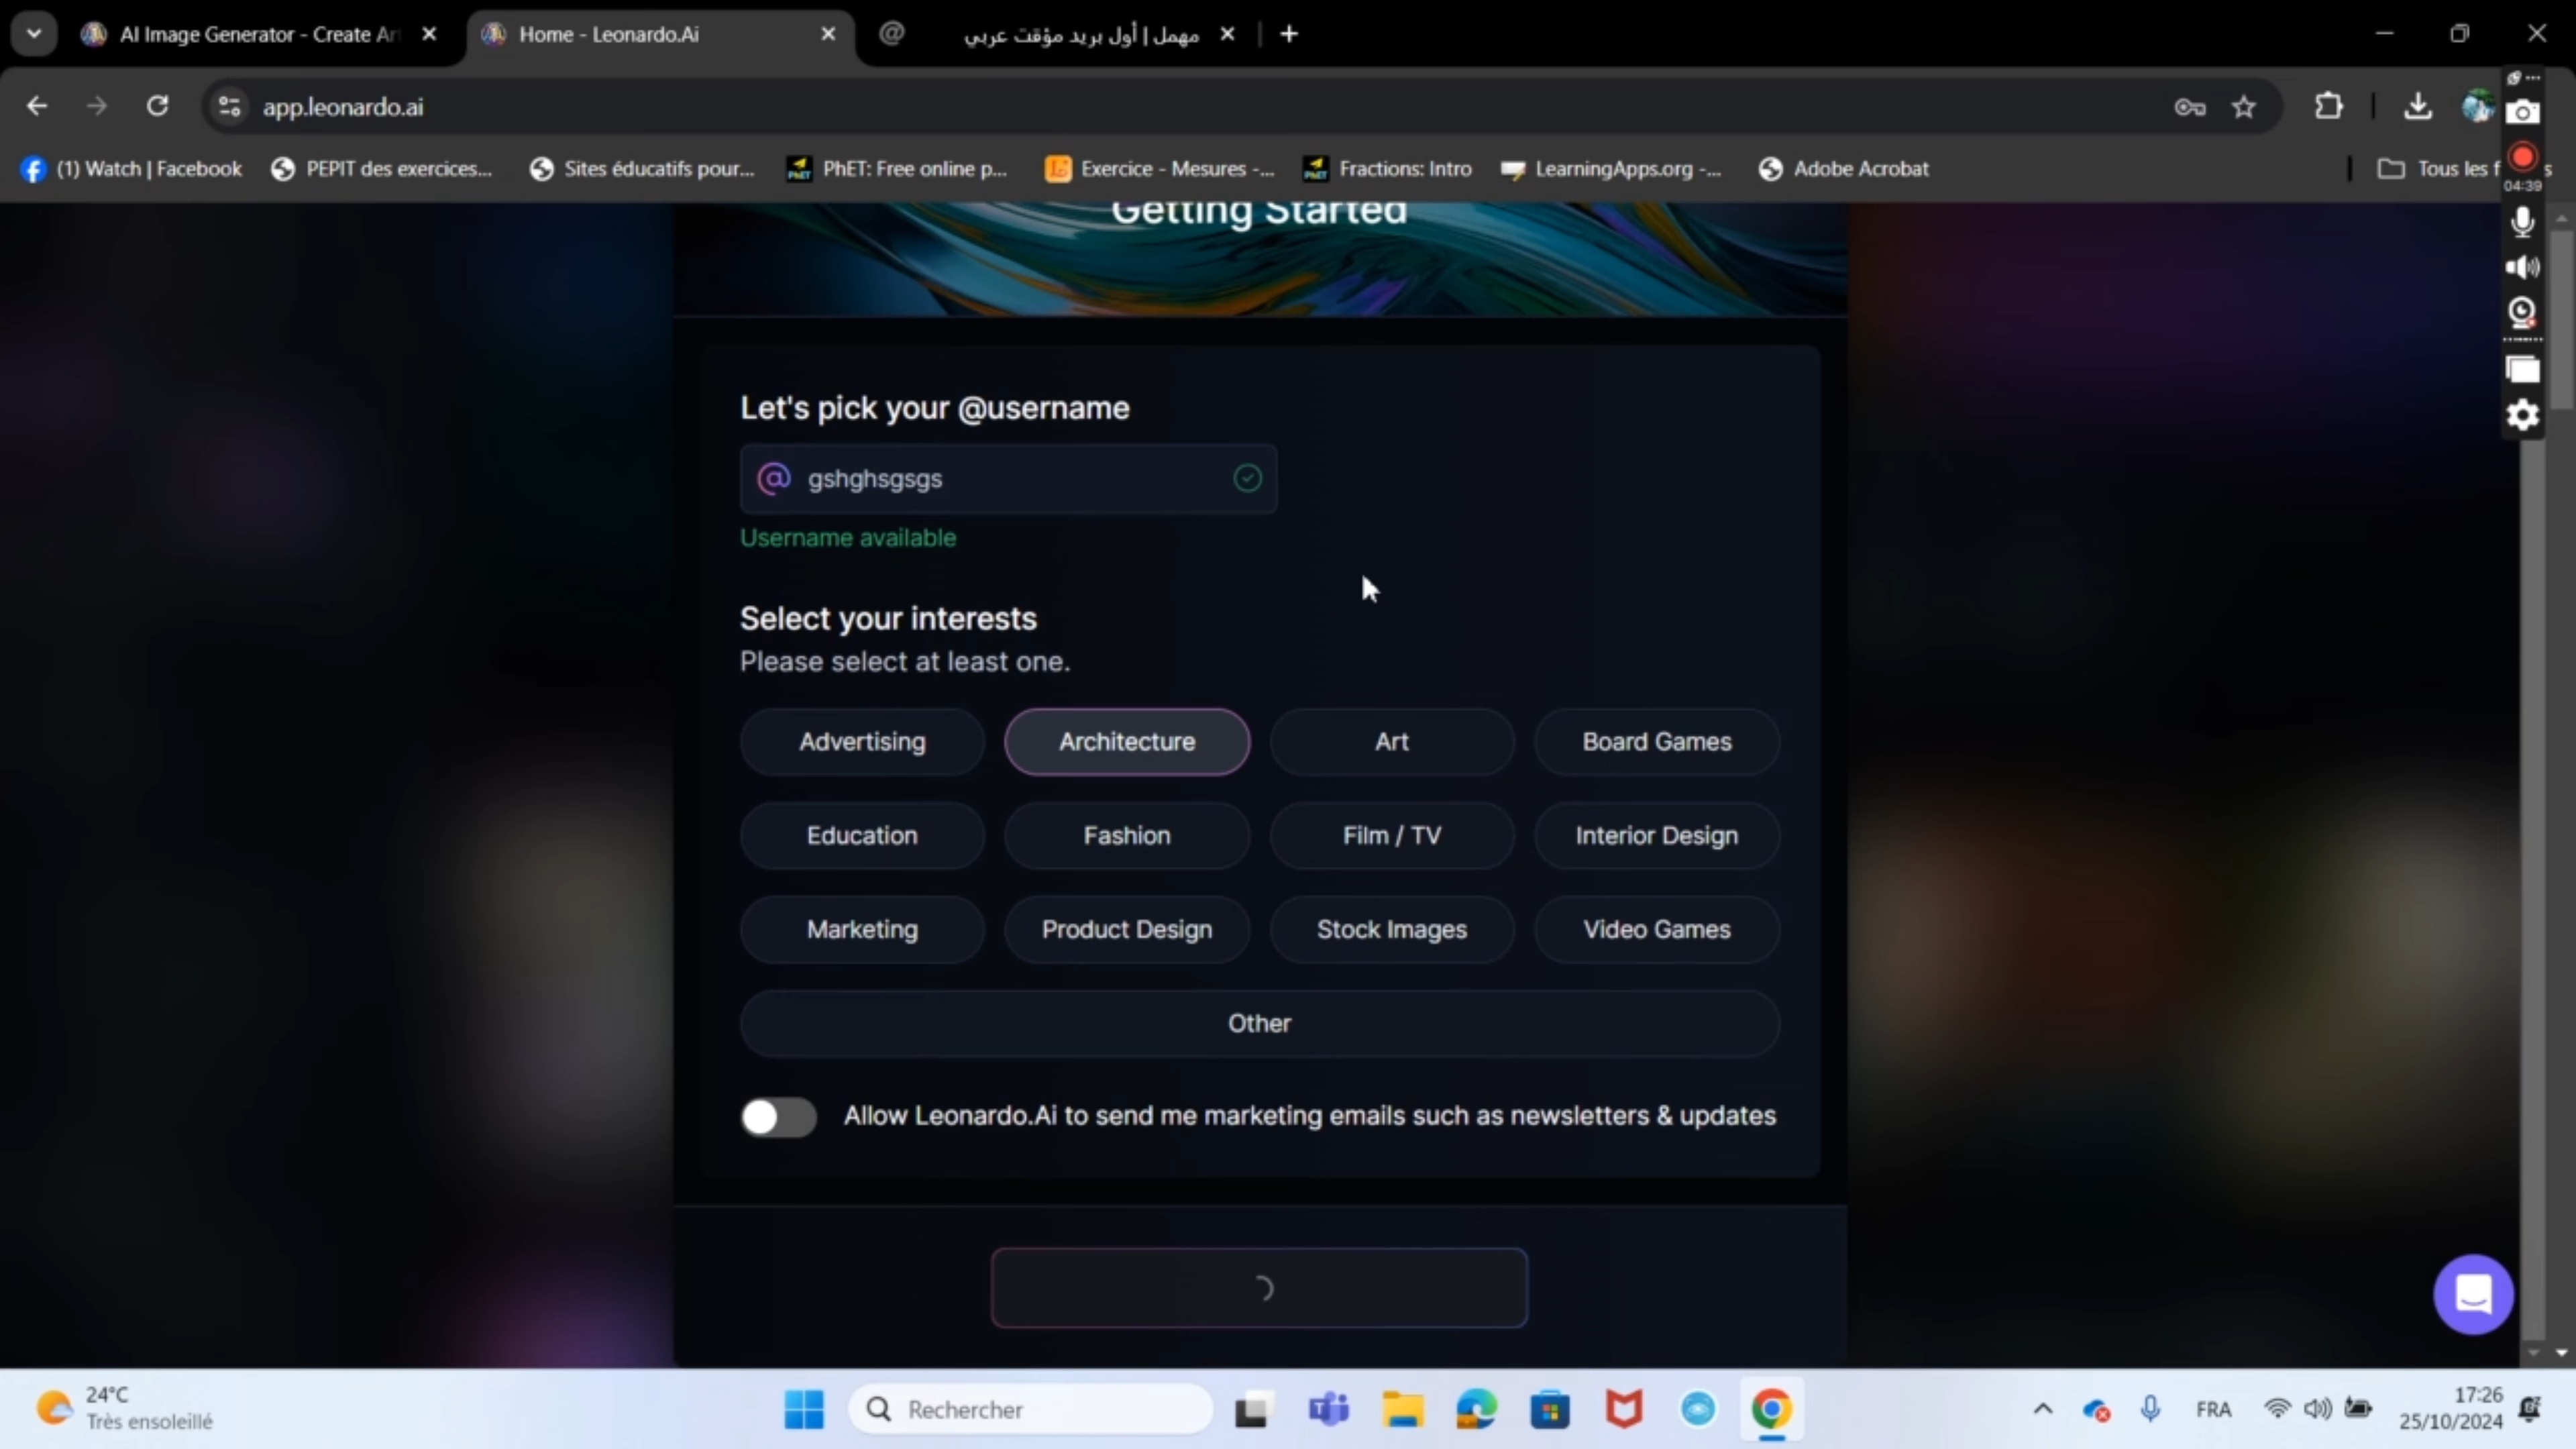 AI Image Generator - Create Ar
Home - Leonardo.Ai
مهمل | أول بريد مؤقت عربي
app.leonardo.ai
(1) Watch | Facebook
PEPIT des exercices...
Sites éducatifs pour...
PhET: Free online p...
Exercice - Mesures -...
Fractions: Intro
LearningApps.org -...
Adobe Acrobat
Tous les f
s
04:39
Getting Started
Let's pick your @username
@ gshghsgsgs
Username available
Select your interests
Please select at least one.
Advertising
Architecture
Art
Board Games
Education
Fashion
Film / TV
Interior Design
Marketing
Product Design
Stock Images
Video Games
Other
Allow Leonardo.Ai to send me marketing emails such as newsletters & updates
24°C
Très ensoleillé
Rechercher
FRA
17:26
25/10/2024